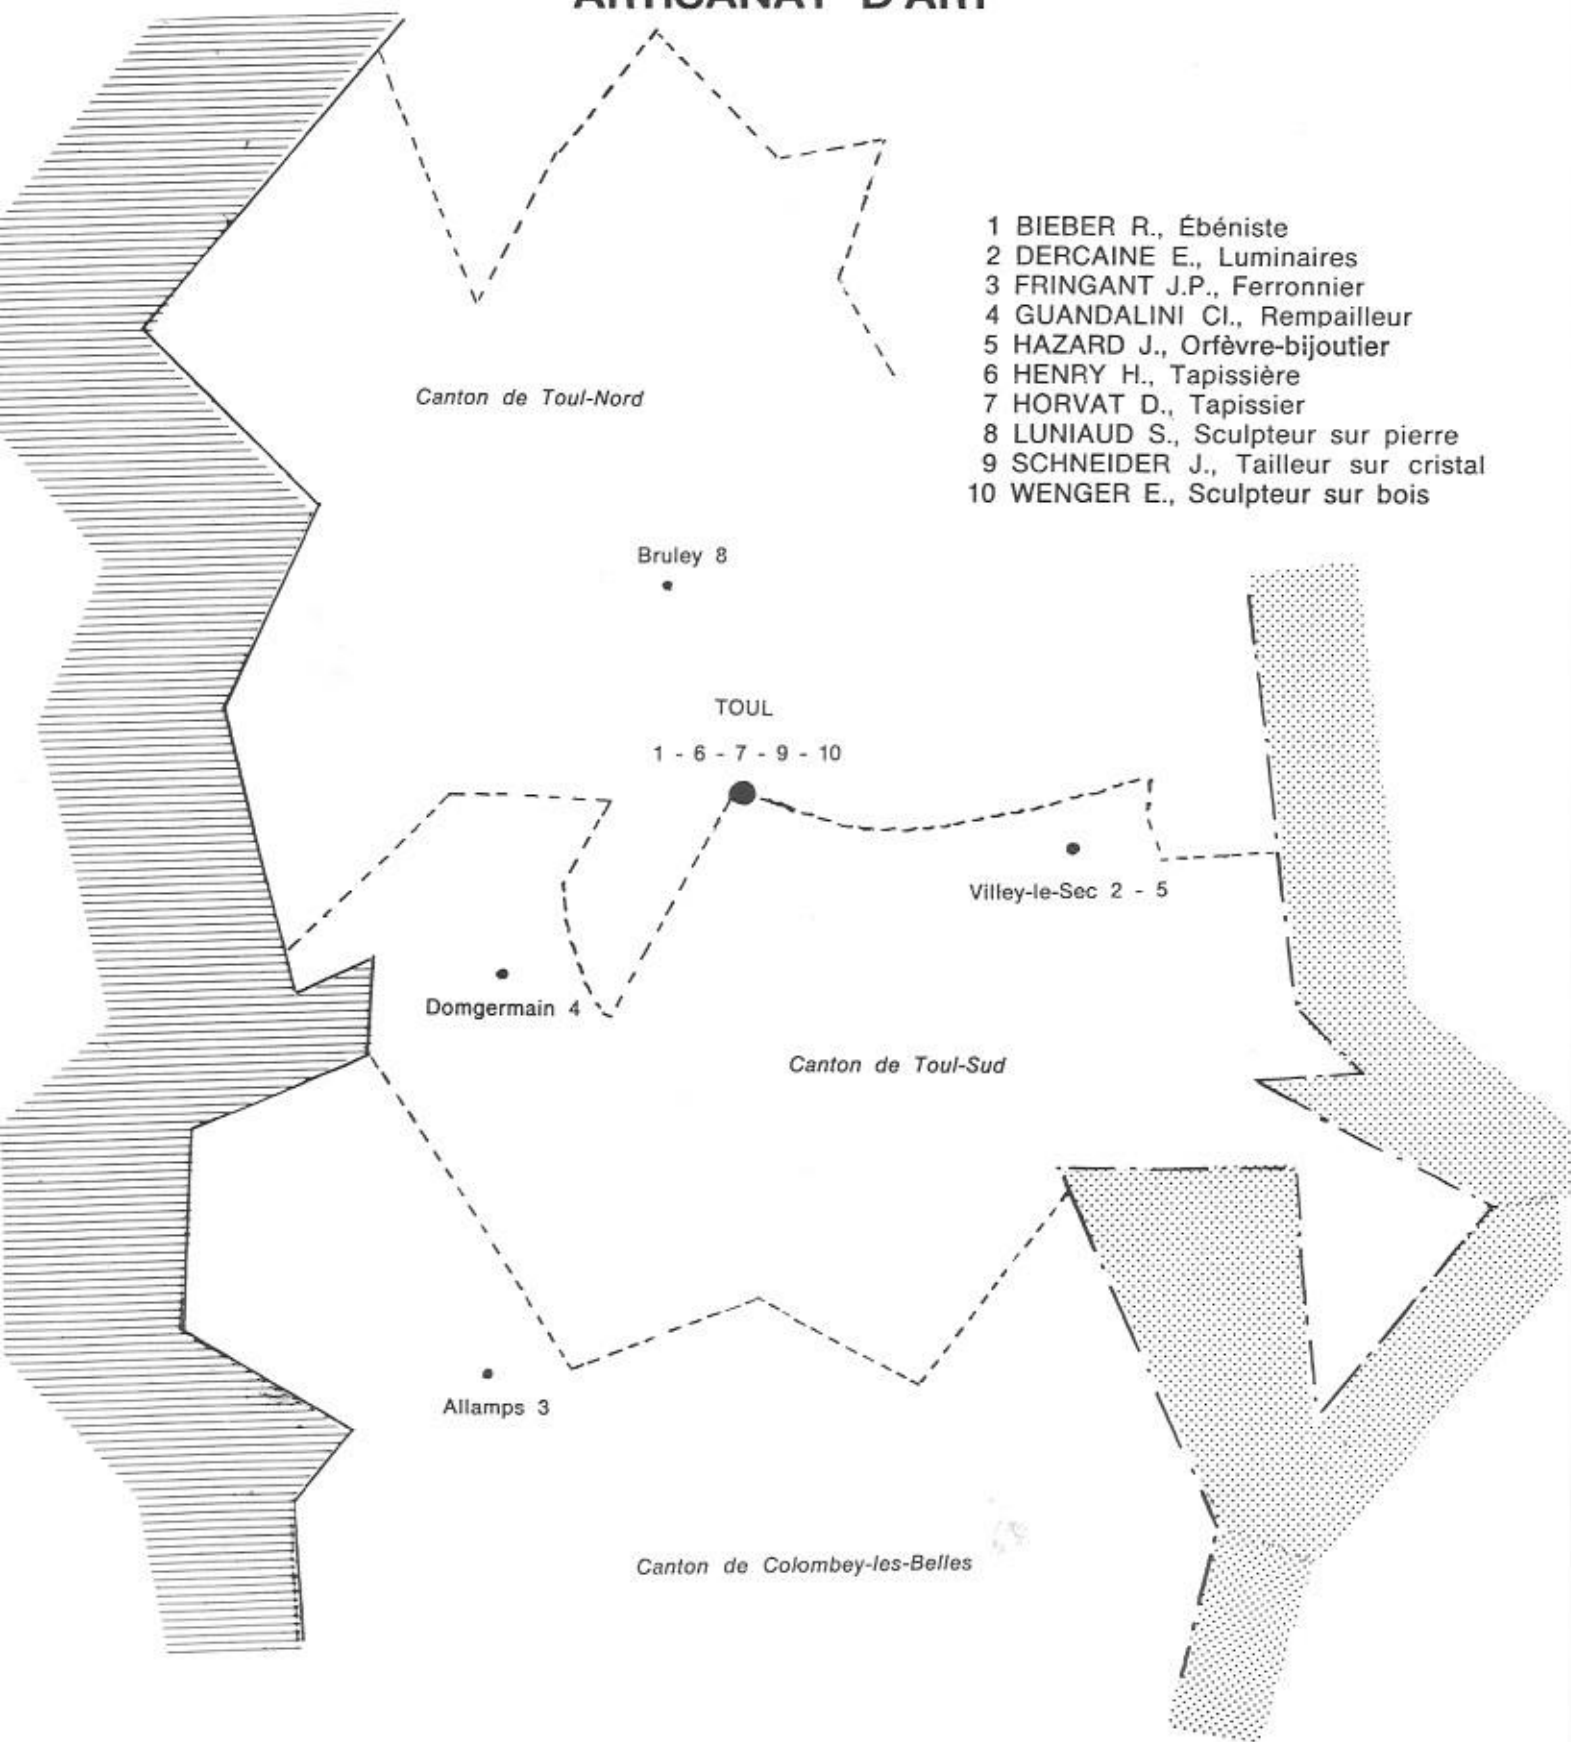 ARTISANAT D'ART
1 BIEBER R., Ébéniste
2 DERCAINE E., Luminaires
3 FRINGANT J.P., Ferronnier
4 GUANDALINI Cl., Rempailleur
5 HAZARD J., Orfèvre-bijoutier
6 HENRY H., Tapissière
7 HORVAT D., Tapissier
8 LUNIAUD S., Sculpteur sur pierre
9 SCHNEIDER J., Tailleur sur cristal
10 WENGER E., Sculpteur sur bois
Canton de Toul-Nord
Bruley 8
TOUL
1 - 6 - 7 - 9 - 10
Villey-le-Sec 2 - 5
Domgermain 4
Canton de Toul-Sud
Allamps 3
Canton de Colombey-les-Belles